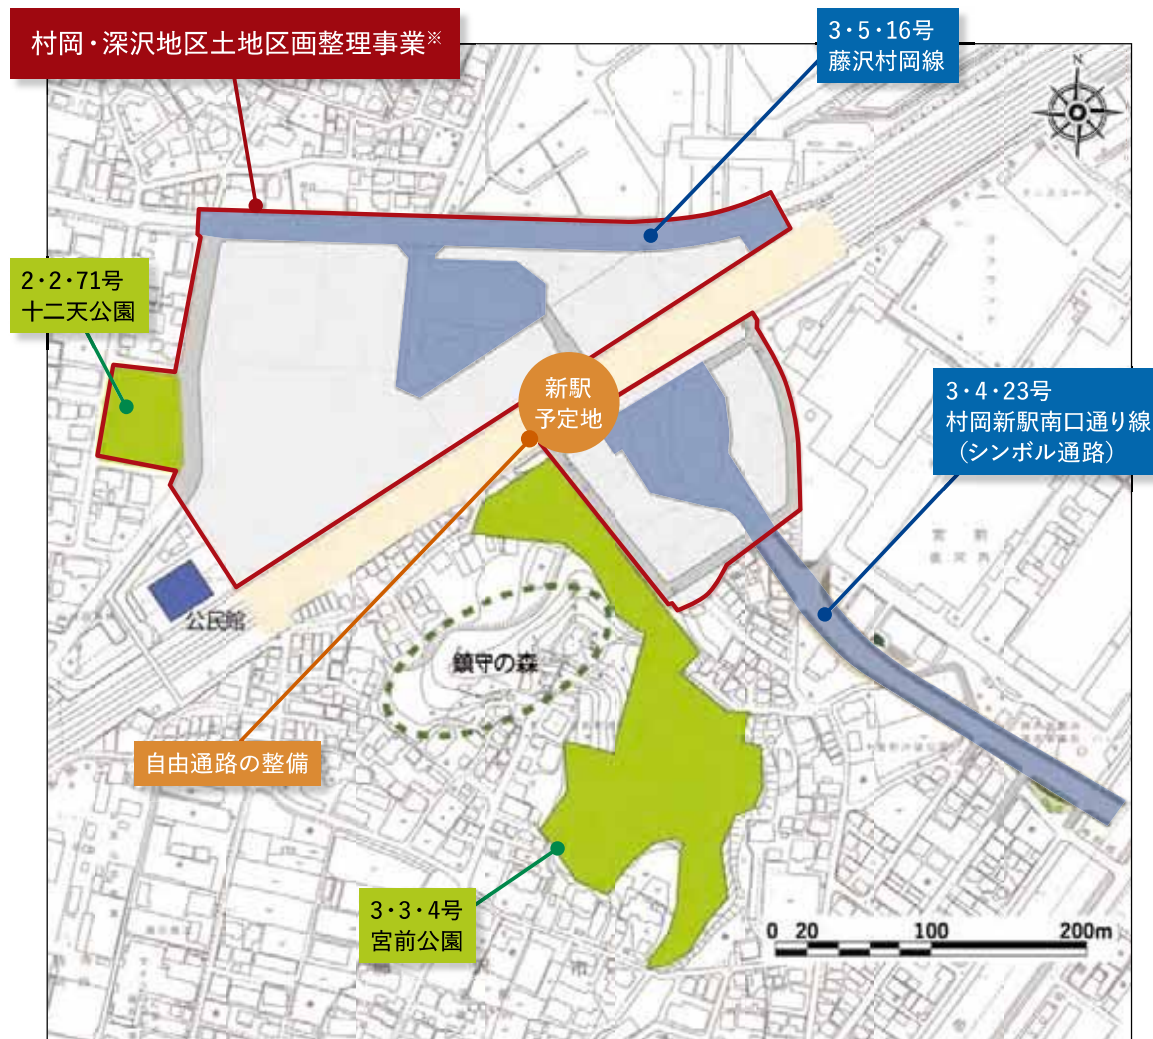 村岡・深沢地区土地区画整理事業※
3・5・16号
藤沢村岡線
N
2・2・71号
十二天公園
新駅
予定地
3・4・23号
村岡新駅南口通り線
（シンボル通路）
公民館
鎮守の森
自由通路の整備
3・3・4号
宮前公園
0 20 100 200m
宮前
市